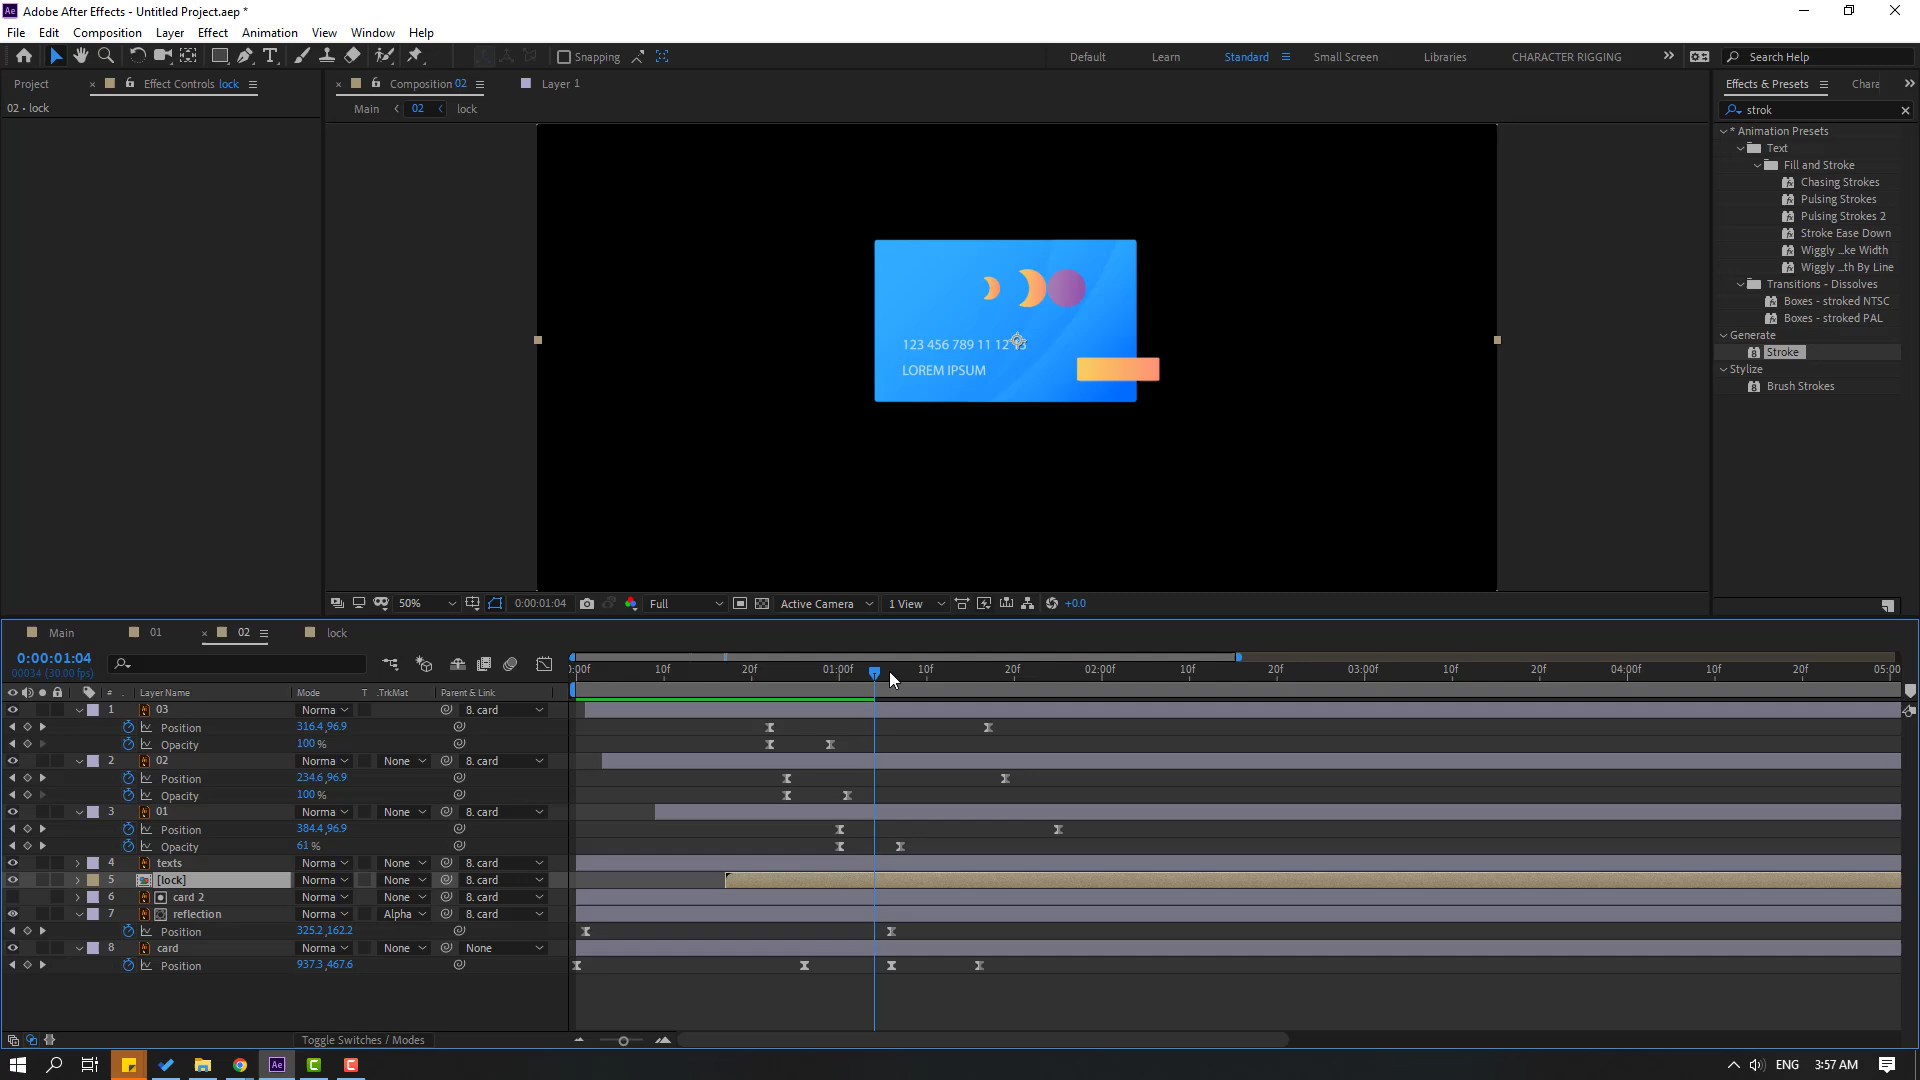 Adobe After Effects - Untitled Project.aep *
File Edit Composition Layer Effect Animation View Window Help
Snapping Default Learn Standard Small Screen Libraries CHARACTER RIGGING Search Help
Project Effect Controls lock Composition 02 Layer 1 Effects & Presets Chara
02 • lock Main 02 lock strok
* Animation Presets
Text
Fill and Stroke
Chasing Strokes
Pulsing Strokes
Pulsing Strokes 2
Stroke Ease Down
Wiggly ...ke Width
Wiggly ...th By Line
Transitions - Dissolves
Boxes - stroked NTSC
Boxes - stroked PAL
Generate
Stroke
Stylize
Brush Strokes
123 456 789 11 12 13
LOREM IPSUM
50% 0:00:01:04 Full Active Camera 1 View +0.0
Main 01 02 lock
0:00:01:04
00034 (30.00 fps)
:00f 10f 20f 01:00f 10f 20f 02:00f 10f 20f 03:00f 10f 20f 04:00f 10f 20f 05:00
# . Layer Name Mode T .TrkMat Parent & Link
1 03 Norma 8. card
Position 316.4,96.9
Opacity 100 %
2 02 Norma None 8. card
Position 234.6,96.9
Opacity 100 %
3 01 Norma None 8. card
Position 384.4,96.9
Opacity 61 %
4 texts Norma None 8. card
5 [lock] Norma None 8. card
6 card 2 Norma None 8. card
7 reflection Norma Alpha 8. card
Position 325.2,162.2
8 card Norma None None
Position 937.3,467.6
Toggle Switches / Modes
ENG 3:57 AM